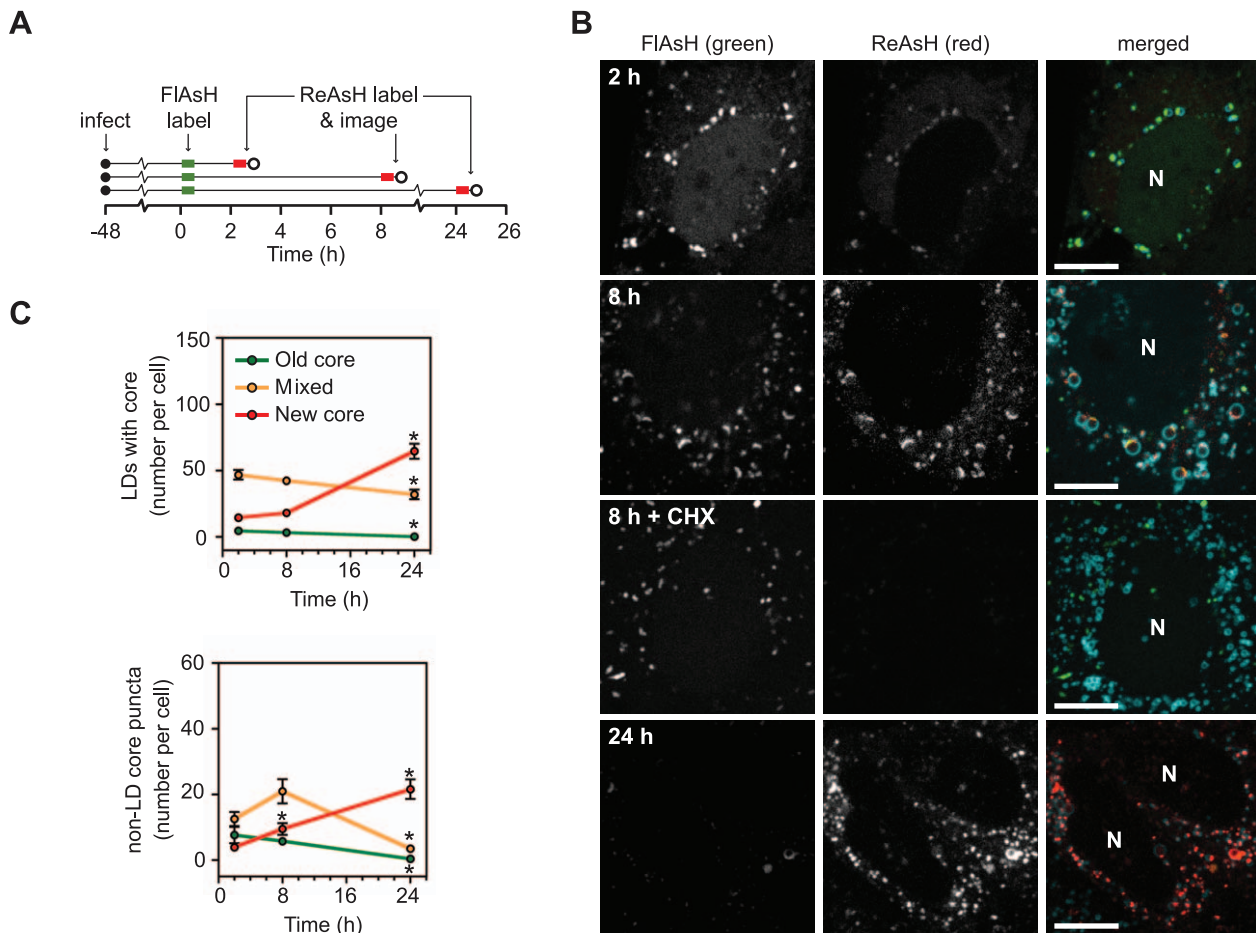 A
infect
FlAsH
label
ReAsH label
& image
-48 0 2 4 6 8 24 26
Time (h)
B
FlAsH (green) ReAsH (red) merged
2 h
N
8 h
N
8 h + CHX
N
24 h
N
N
C
LDs with core
(number per cell)
150
100
50
0
Old core
Mixed
New core
*
*
*
0 8 16 24
Time (h)
non-LD core puncta
(number per cell)
60
40
20
0
*
*
*
*
0 8 16 24
Time (h)